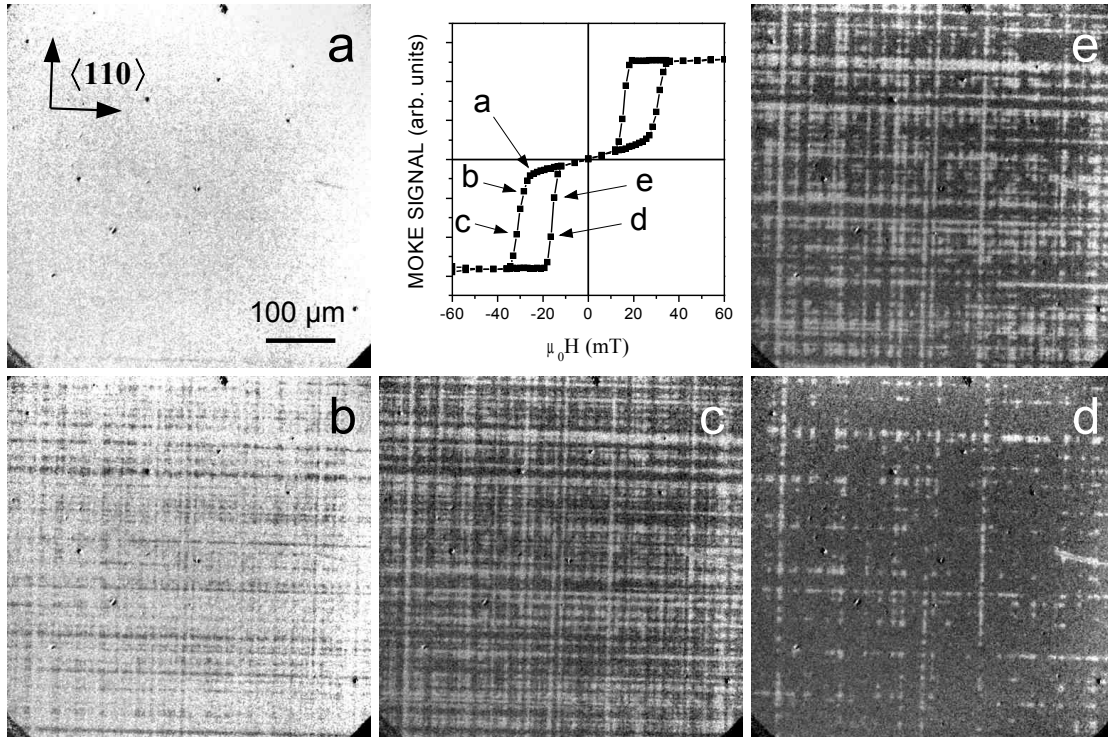 a
⟨110⟩
100 µm
MOKE SIGNAL (arb. units)
a
b
c
e
d
-60 -40 -20 0 20 40 60
μ₀H (mT)
e
b
c
d